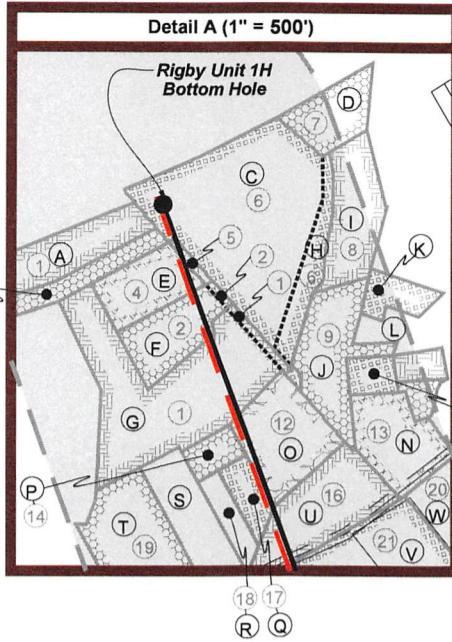 Detail A (1" = 500')
Rigby Unit 1H
Bottom Hole
D
7
C
6
I
8
H
6
5
2
1
1
A
E
4
K
F
2
9
L
J
G
1
12
O
13
N
P
14
S
U
16
20
W
T
19
21
V
18
17
R
Q